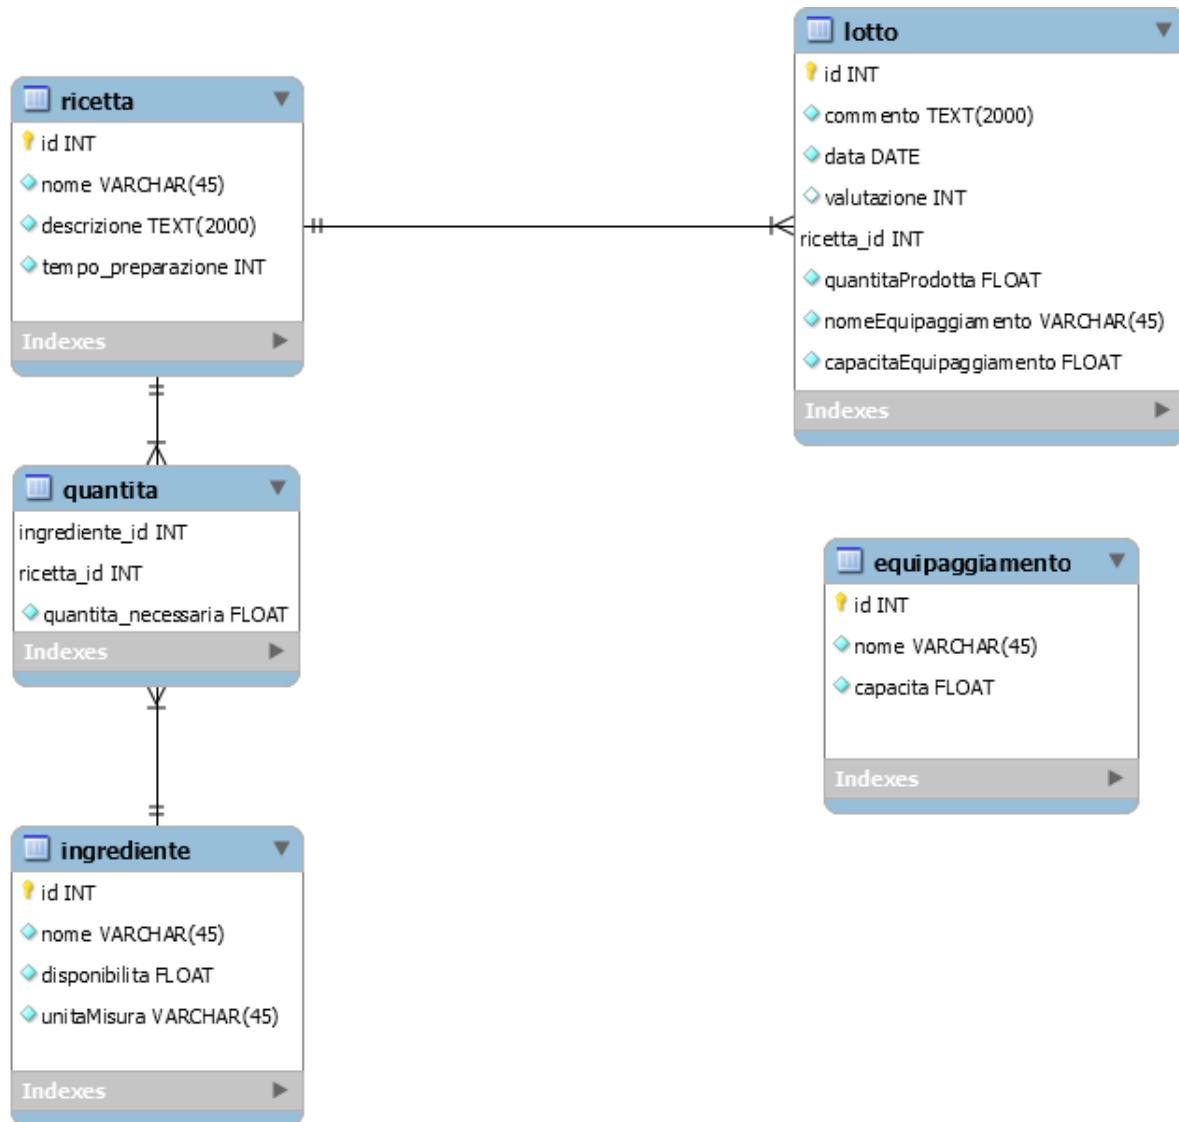 ricetta
id INT
nome VARCHAR(45)
descrizione TEXT(2000)
tempo_preparazione INT
Indexes
quantita
ingrediente_id INT
ricetta_id INT
quantita_necessaria FLOAT
Indexes
ingrediente
id INT
nome VARCHAR(45)
disponibilita FLOAT
unitaMisura VARCHAR(45)
Indexes
lotto
id INT
commento TEXT(2000)
data DATE
valutazione INT
ricetta_id INT
quantitaProdotta FLOAT
nomeEquipaggiamento VARCHAR(45)
capacitaEquipaggiamento FLOAT
Indexes
equipaggiamento
id INT
nome VARCHAR(45)
capacita FLOAT
Indexes